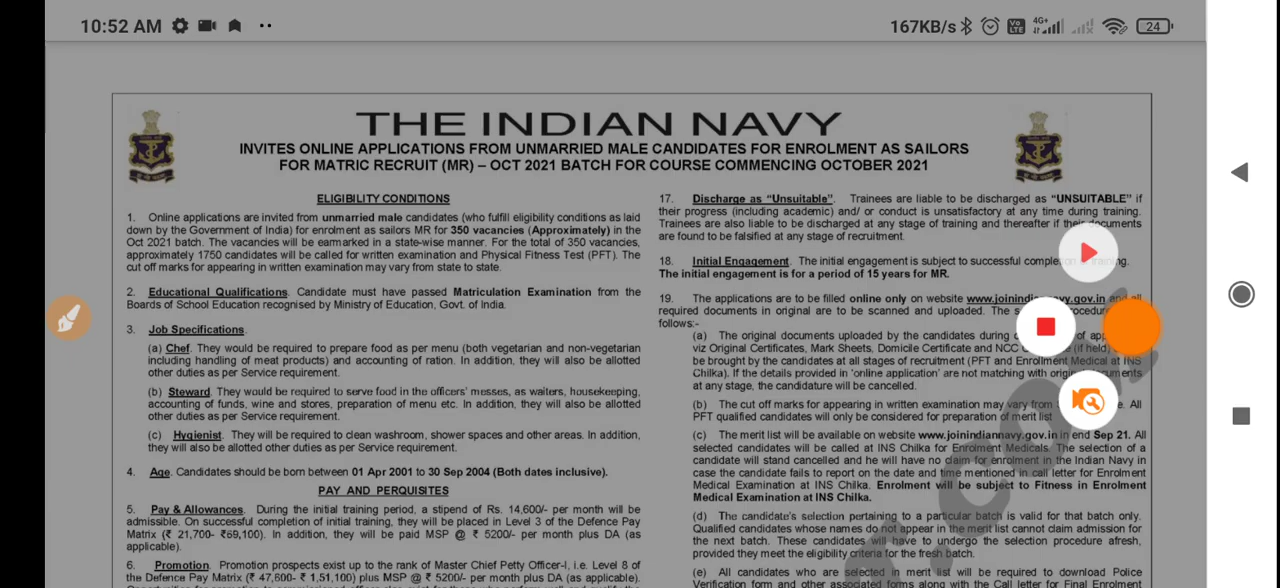 10:52 AM
167KB/s
4G+
Vo LTE
24
THE INDIAN NAVY
INVITES ONLINE APPLICATIONS FROM UNMARRIED MALE CANDIDATES FOR ENROLMENT AS SAILORS
FOR MATRIC RECRUIT (MR) – OCT 2021 BATCH FOR COURSE COMMENCING OCTOBER 2021
ELIGIBILITY CONDITIONS
1. Online applications are invited from unmarried male candidates (who fulfill eligibility conditions as laid
down by the Government of India) for enrolment as sailors MR for 350 vacancies (Approximately) in the
Oct 2021 batch. The vacancies will be earmarked in a state-wise manner. For the total of 350 vacancies,
approximately 1750 candidates will be called for written examination and Physical Fitness Test (PFT). The
cut off marks for appearing in written examination may vary from state to state.
2. Educational Qualifications. Candidate must have passed Matriculation Examination from the
Boards of School Education recognised by Ministry of Education, Govt. of India.
3. Job Specifications.
(a) Chef. They would be required to prepare food as per menu (both vegetarian and non-vegetarian
including handling of meat products) and accounting of ration. In addition, they will also be allotted
other duties as per Service requirement.
(b) Steward. They would be required to serve food in the officers' messes, as waiters, housekeeping,
accounting of funds, wine and stores, preparation of menu etc. In addition, they will also be allotted
other duties as per Service requirement.
(c) Hygienist. They will be required to clean washroom, shower spaces and other areas. In addition,
they will also be allotted other duties as per Service requirement.
4. Age. Candidates should be born between 01 Apr 2001 to 30 Sep 2004 (Both dates inclusive).
PAY AND PERQUISITES
5. Pay & Allowances. During the initial training period, a stipend of Rs. 14,600/- per month will be
admissible. On successful completion of initial training, they will be placed in Level 3 of the Defence Pay
Matrix (₹ 21,700- ₹69,100). In addition, they will be paid MSP @ ₹ 5200/- per month plus DA (as
applicable).
6. Promotion. Promotion prospects exist up to the rank of Master Chief Petty Officer-I, i.e. Level 8 of
the Defence Pay Matrix (₹ 47,600- ₹ 1,51,100) plus MSP @ ₹ 5200/- per month plus DA (as applicable).
17. Discharge as "Unsuitable". Trainees are liable to be discharged as "UNSUITABLE" if
their progress (including academic) and/ or conduct is unsatisfactory at any time during training.
Trainees are also liable to be discharged at any stage of training and thereafter if their documents
are found to be falsified at any stage of recruitment.
18. Initial Engagement. The initial engagement is subject to successful training.
The initial engagement is for a period of 15 years for MR.
19. The applications are to be filled online only on website and all
required documents in original are to be scanned and uploaded. The
follows:-
(a) The original documents uploaded by the candidates during of
viz Original Certificates, Mark Sheets, Domicile Certificate and NCC (if held)
be brought by the candidates at all stages of recruitment (PFT and Enrollment Medical at INS
Chilka). If the details provided in 'online application' are not matching with original documents
at any stage, the candidature will be cancelled.
(b) The cut off marks for appearing in written examination may vary from All
PFT qualified candidates will only be considered for preparation of merit list
(c) The merit list will be available on website www.joinindiannavy.gov.in in end Sep 21. All
selected candidates will be called at INS Chilka for Enrolment Medicals. The selection of a
candidate will stand cancelled and he will have no claim for enrolment in the Indian Navy in
case the candidate fails to report on the date and time mentioned in call letter for Enrolment
Medical Examination at INS Chilka. Enrolment will be subject to Fitness in Enrolment
Medical Examination at INS Chilka.
(d) The candidate's selection pertaining to a particular batch is valid for that batch only.
Qualified candidates whose names do not appear in the merit list cannot claim admission for
the next batch. These candidates will have to undergo the selection procedure afresh,
provided they meet the eligibility criteria for the fresh batch.
(e) All candidates who are selected in merit list will be required to download Police
Verification form and other associated forms along with the Call letter for Final Enrolment